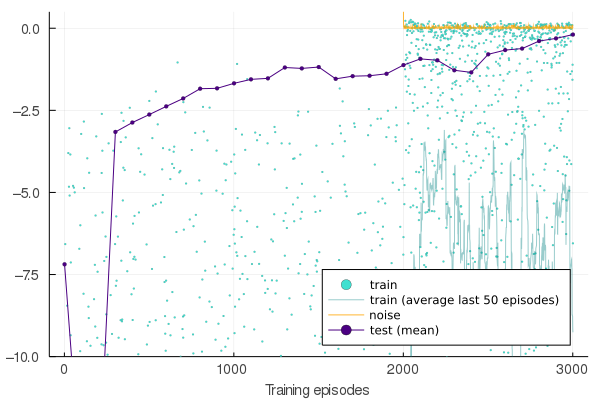 0.0
−2.5
−5.0
−7.5
−10.0
train
train (average last 50 episodes)
noise
test (mean)
0
1000
2000
3000
Training episodes